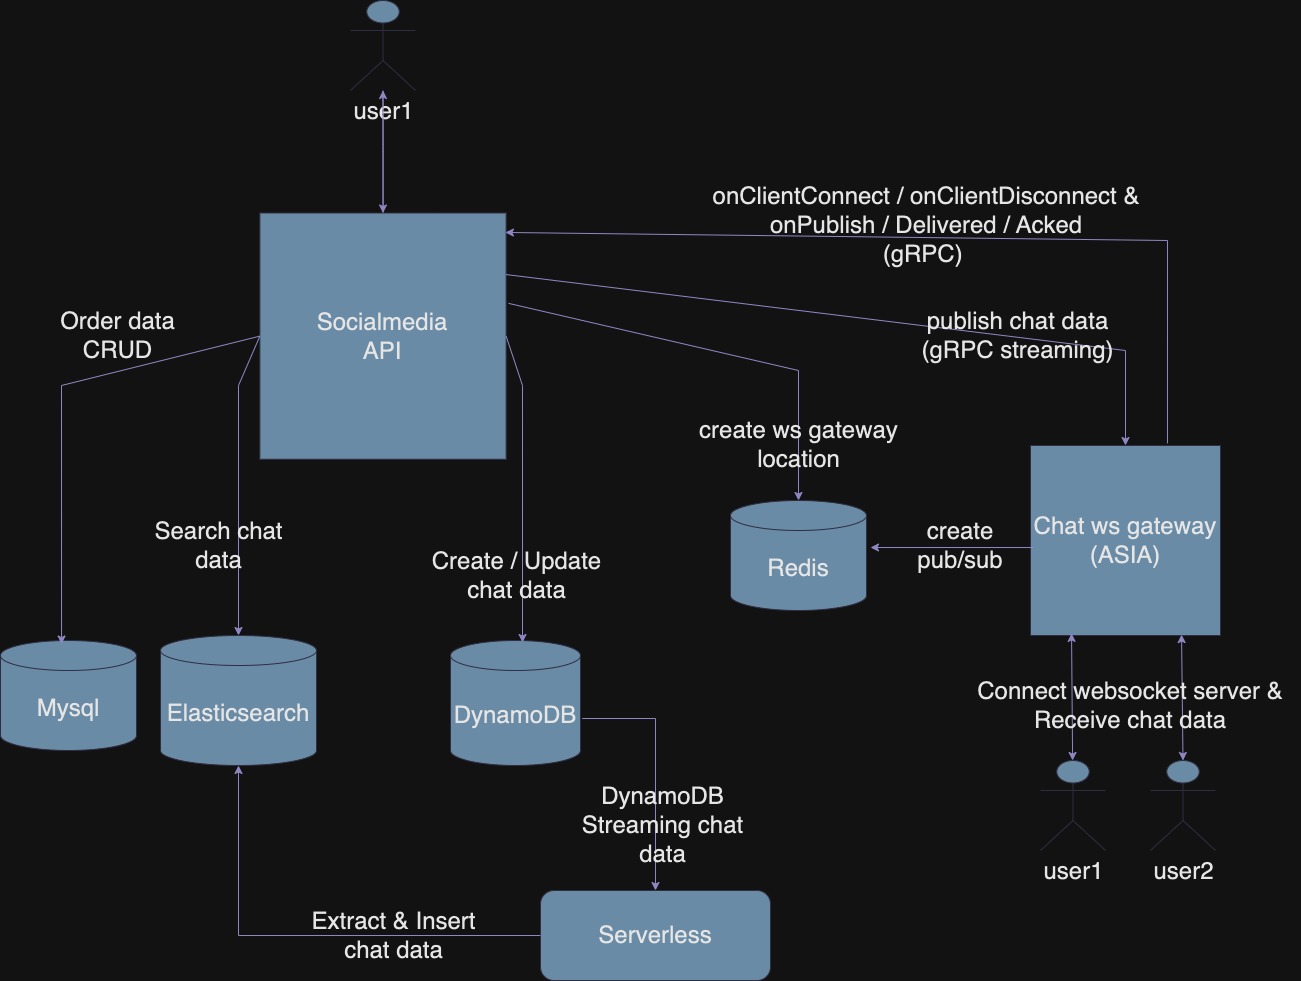 user1
onClientConnect / onClientDisconnect &
onPublish / Delivered / Acked
(gRPC)
Socialmedia
API
Order data
CRUD
publish chat data
(gRPC streaming)
create ws gateway
location
Search chat
data
Create / Update
chat data
create
pub/sub
Chat ws gateway
(ASIA)
Redis
Mysql
Elasticsearch
DynamoDB
Connect websocket server &
Receive chat data
DynamoDB
Streaming chat
data
user1
user2
Extract & Insert
chat data
Serverless